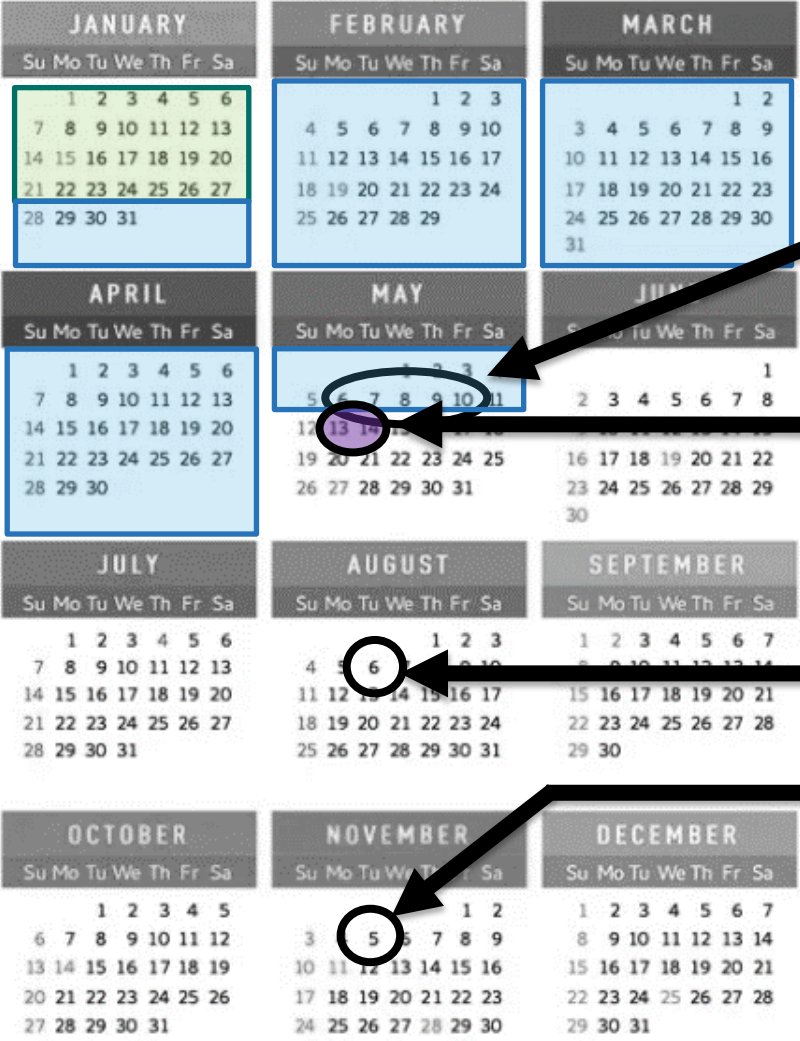 JANUARY
Su Mo Tu We Th Fr Sa
1 2 3 4 5 6
7 8 9 10 11 12 13
14 15 16 17 18 19 20
21 22 23 24 25 26 27
28 29 30 31
FEBRUARY
Su Mo Tu We Th Fr Sa
1 2 3
4 5 6 7 8 9 10
11 12 13 14 15 16 17
18 19 20 21 22 23 24
25 26 27 28 29
MARCH
Su Mo Tu We Th Fr Sa
1 2
3 4 5 6 7 8 9
10 11 12 13 14 15 16
17 18 19 20 21 22 23
24 25 26 27 28 29 30
31
APRIL
Su Mo Tu We Th Fr Sa
1 2 3 4 5 6
7 8 9 10 11 12 13
14 15 16 17 18 19 20
21 22 23 24 25 26 27
28 29 30
MAY
Su Mo Tu We Th Fr Sa
1 2 3
5 6 7 8 9 10 11
12 13 14
19 20 21 22 23 24 25
26 27 28 29 30 31
Su Mo Tu We Th Fr Sa
1
2 3 4 5 6 7 8
16 17 18 19 20 21 22
23 24 25 26 27 28 29
30
JULY
Su Mo Tu We Th Fr Sa
1 2 3 4 5 6
7 8 9 10 11 12 13
14 15 16 17 18 19 20
21 22 23 24 25 26 27
28 29 30 31
AUGUST
Su Mo Tu We Th Fr Sa
1 2 3
4 6
11 12 13 14 15 16 17
18 19 20 21 22 23 24
25 26 27 28 29 30 31
SEPTEMBER
Su Mo Tu We Th Fr Sa
1 2 3 4 5 6 7
15 16 17 18 19 20 21
22 23 24 25 26 27 28
29 30
OCTOBER
Su Mo Tu We Th Fr Sa
1 2 3 4 5
6 7 8 9 10 11 12
13 14 15 16 17 18 19
20 21 22 23 24 25 26
27 28 29 30 31
NOVEMBER
Su Mo Tu We Th Fr Sa
1 2
3 5 6 7 8 9
10 11 12 13 14 15 16
17 18 19 20 21 22 23
24 25 26 27 28 29 30
DECEMBER
Su Mo Tu We Th Fr Sa
1 2 3 4 5 6 7
8 9 10 11 12 13 14
15 16 17 18 19 20 21
22 23 24 25 26 27 28
29 30 31